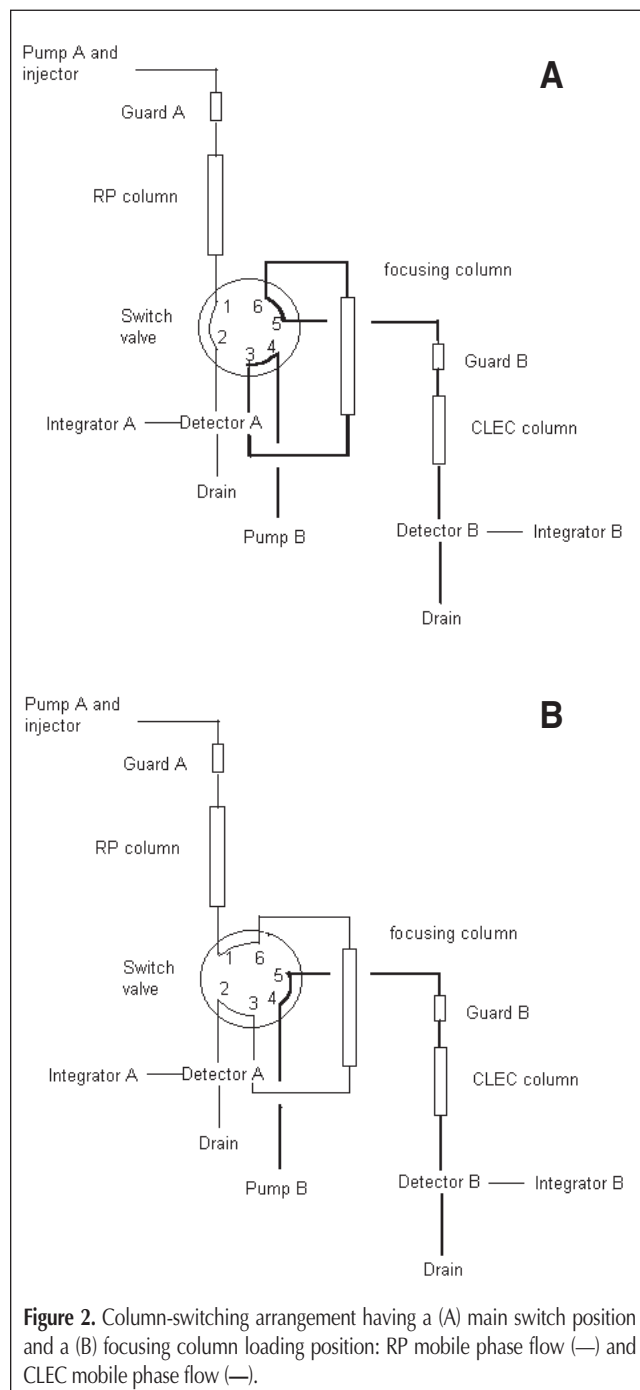 A
Pump A and
injector
Guard A
RP column
focusing column
Switch
valve
1
6
2
5
3
4
Guard B
CLEC column
Integrator A
Detector A
Drain
Pump B
Detector B
Integrator B
Drain
B
Pump A and
injector
Guard A
RP column
focusing column
Switch
valve
1
6
2
5
3
4
Guard B
CLEC column
Integrator A
Detector A
Drain
Pump B
Detector B
Integrator B
Drain
Figure 2. Column-switching arrangement having a (A) main switch position
and a (B) focusing column loading position: RP mobile phase flow (—) and
CLEC mobile phase flow (—).